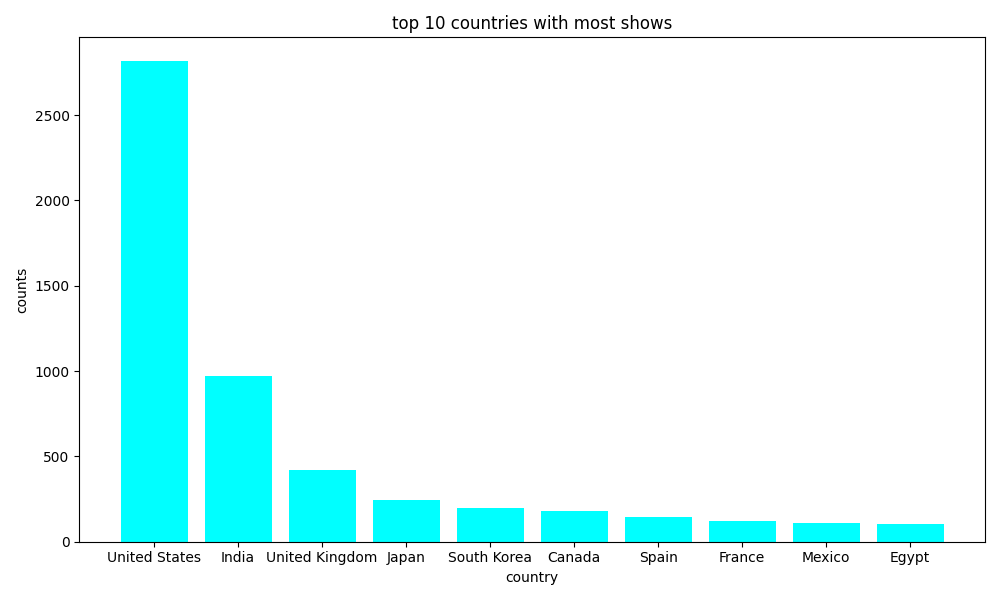 top 10 countries with most shows
counts
2500
2000
1500
1000
500
0
United States India United Kingdom Japan South Korea Canada Spain France Mexico Egypt
country